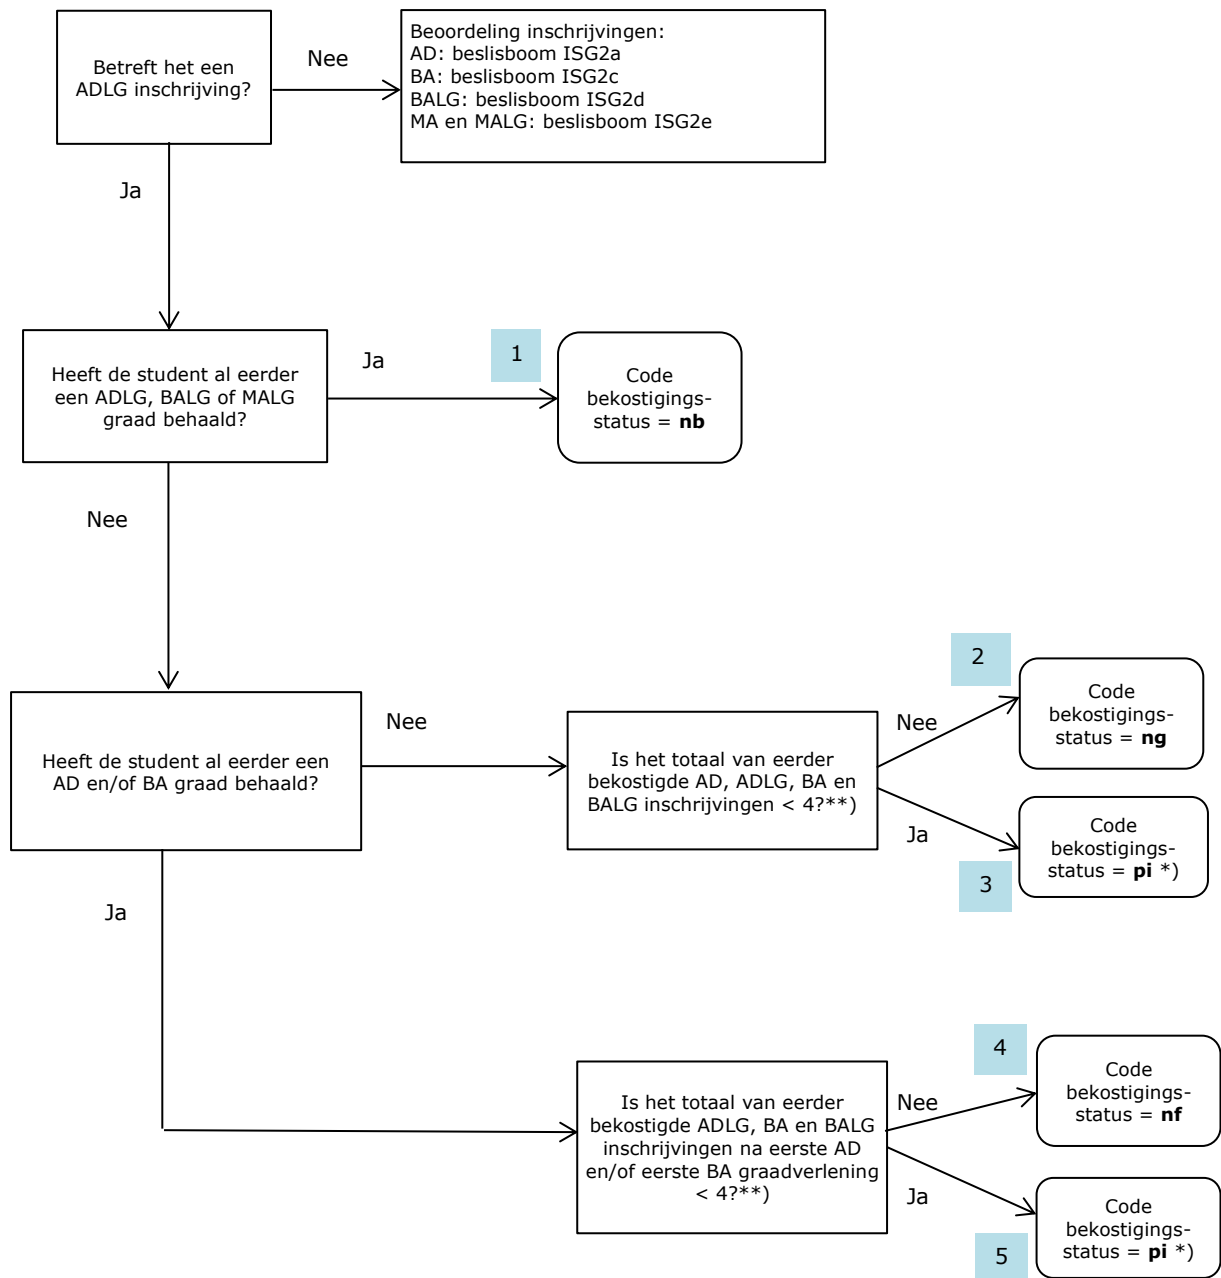 Betreft het een
ADLG inschrijving?
Nee
Beoordeling inschrijvingen:
AD: beslisboom ISG2a
BA: beslisboom ISG2c
BALG: beslisboom ISG2d
MA en MALG: beslisboom ISG2e
Ja
Heeft de student al eerder
een ADLG, BALG of MALG
graad behaald?
Ja
1
Code
bekostigings-
status = nb
Nee
Heeft de student al eerder een
AD en/of BA graad behaald?
Nee
Is het totaal van eerder
bekostigde AD, ADLG, BA en
BALG inschrijvingen < 4?**)
Nee
2
Code
bekostigings-
status = ng
Ja
3
Code
bekostigings-
status = pi *)
Ja
Is het totaal van eerder
bekostigde ADLG, BA en BALG
inschrijvingen na eerste AD
en/of eerste BA graadverlening
< 4?**)
Nee
4
Code
bekostigings-
status = nf
Ja
5
Code
bekostigings-
status = pi *)